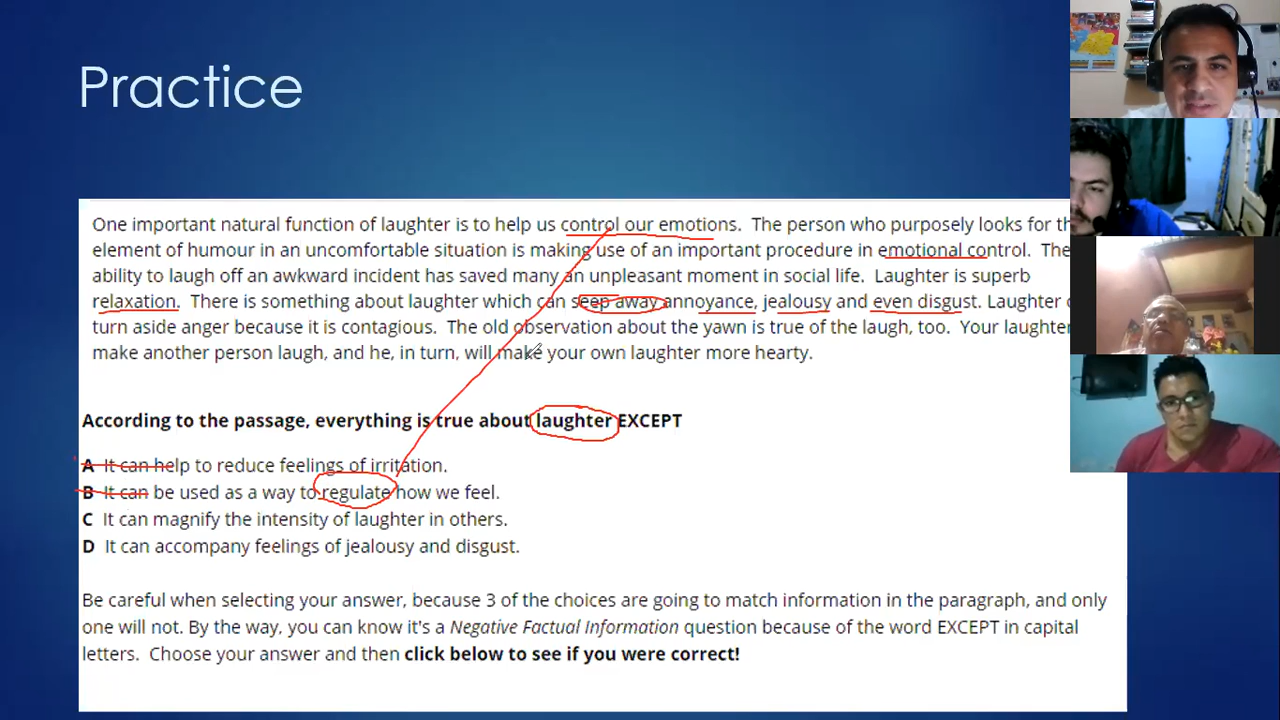 Practice
One important natural function of laughter is to help us control our emotions. The person who purposely looks for th
element of humour in an uncomfortable situation is making use of an important procedure in emotional control. The
ability to laugh off an awkward incident has saved many an unpleasant moment in social life. Laughter is superb
relaxation. There is something about laughter which can seep away annoyance, jealousy and even disgust. Laughter
turn aside anger because it is contagious. The old observation about the yawn is true of the laugh, too. Your laughter
make another person laugh, and he, in turn, will make your own laughter more hearty.
According to the passage, everything is true about laughter EXCEPT
A It can help to reduce feelings of irritation.
B It can be used as a way to regulate how we feel.
C It can magnify the intensity of laughter in others.
D It can accompany feelings of jealousy and disgust.
Be careful when selecting your answer, because 3 of the choices are going to match information in the paragraph, and only
one will not. By the way, you can know it's a Negative Factual Information question because of the word EXCEPT in capital
letters. Choose your answer and then click below to see if you were correct!